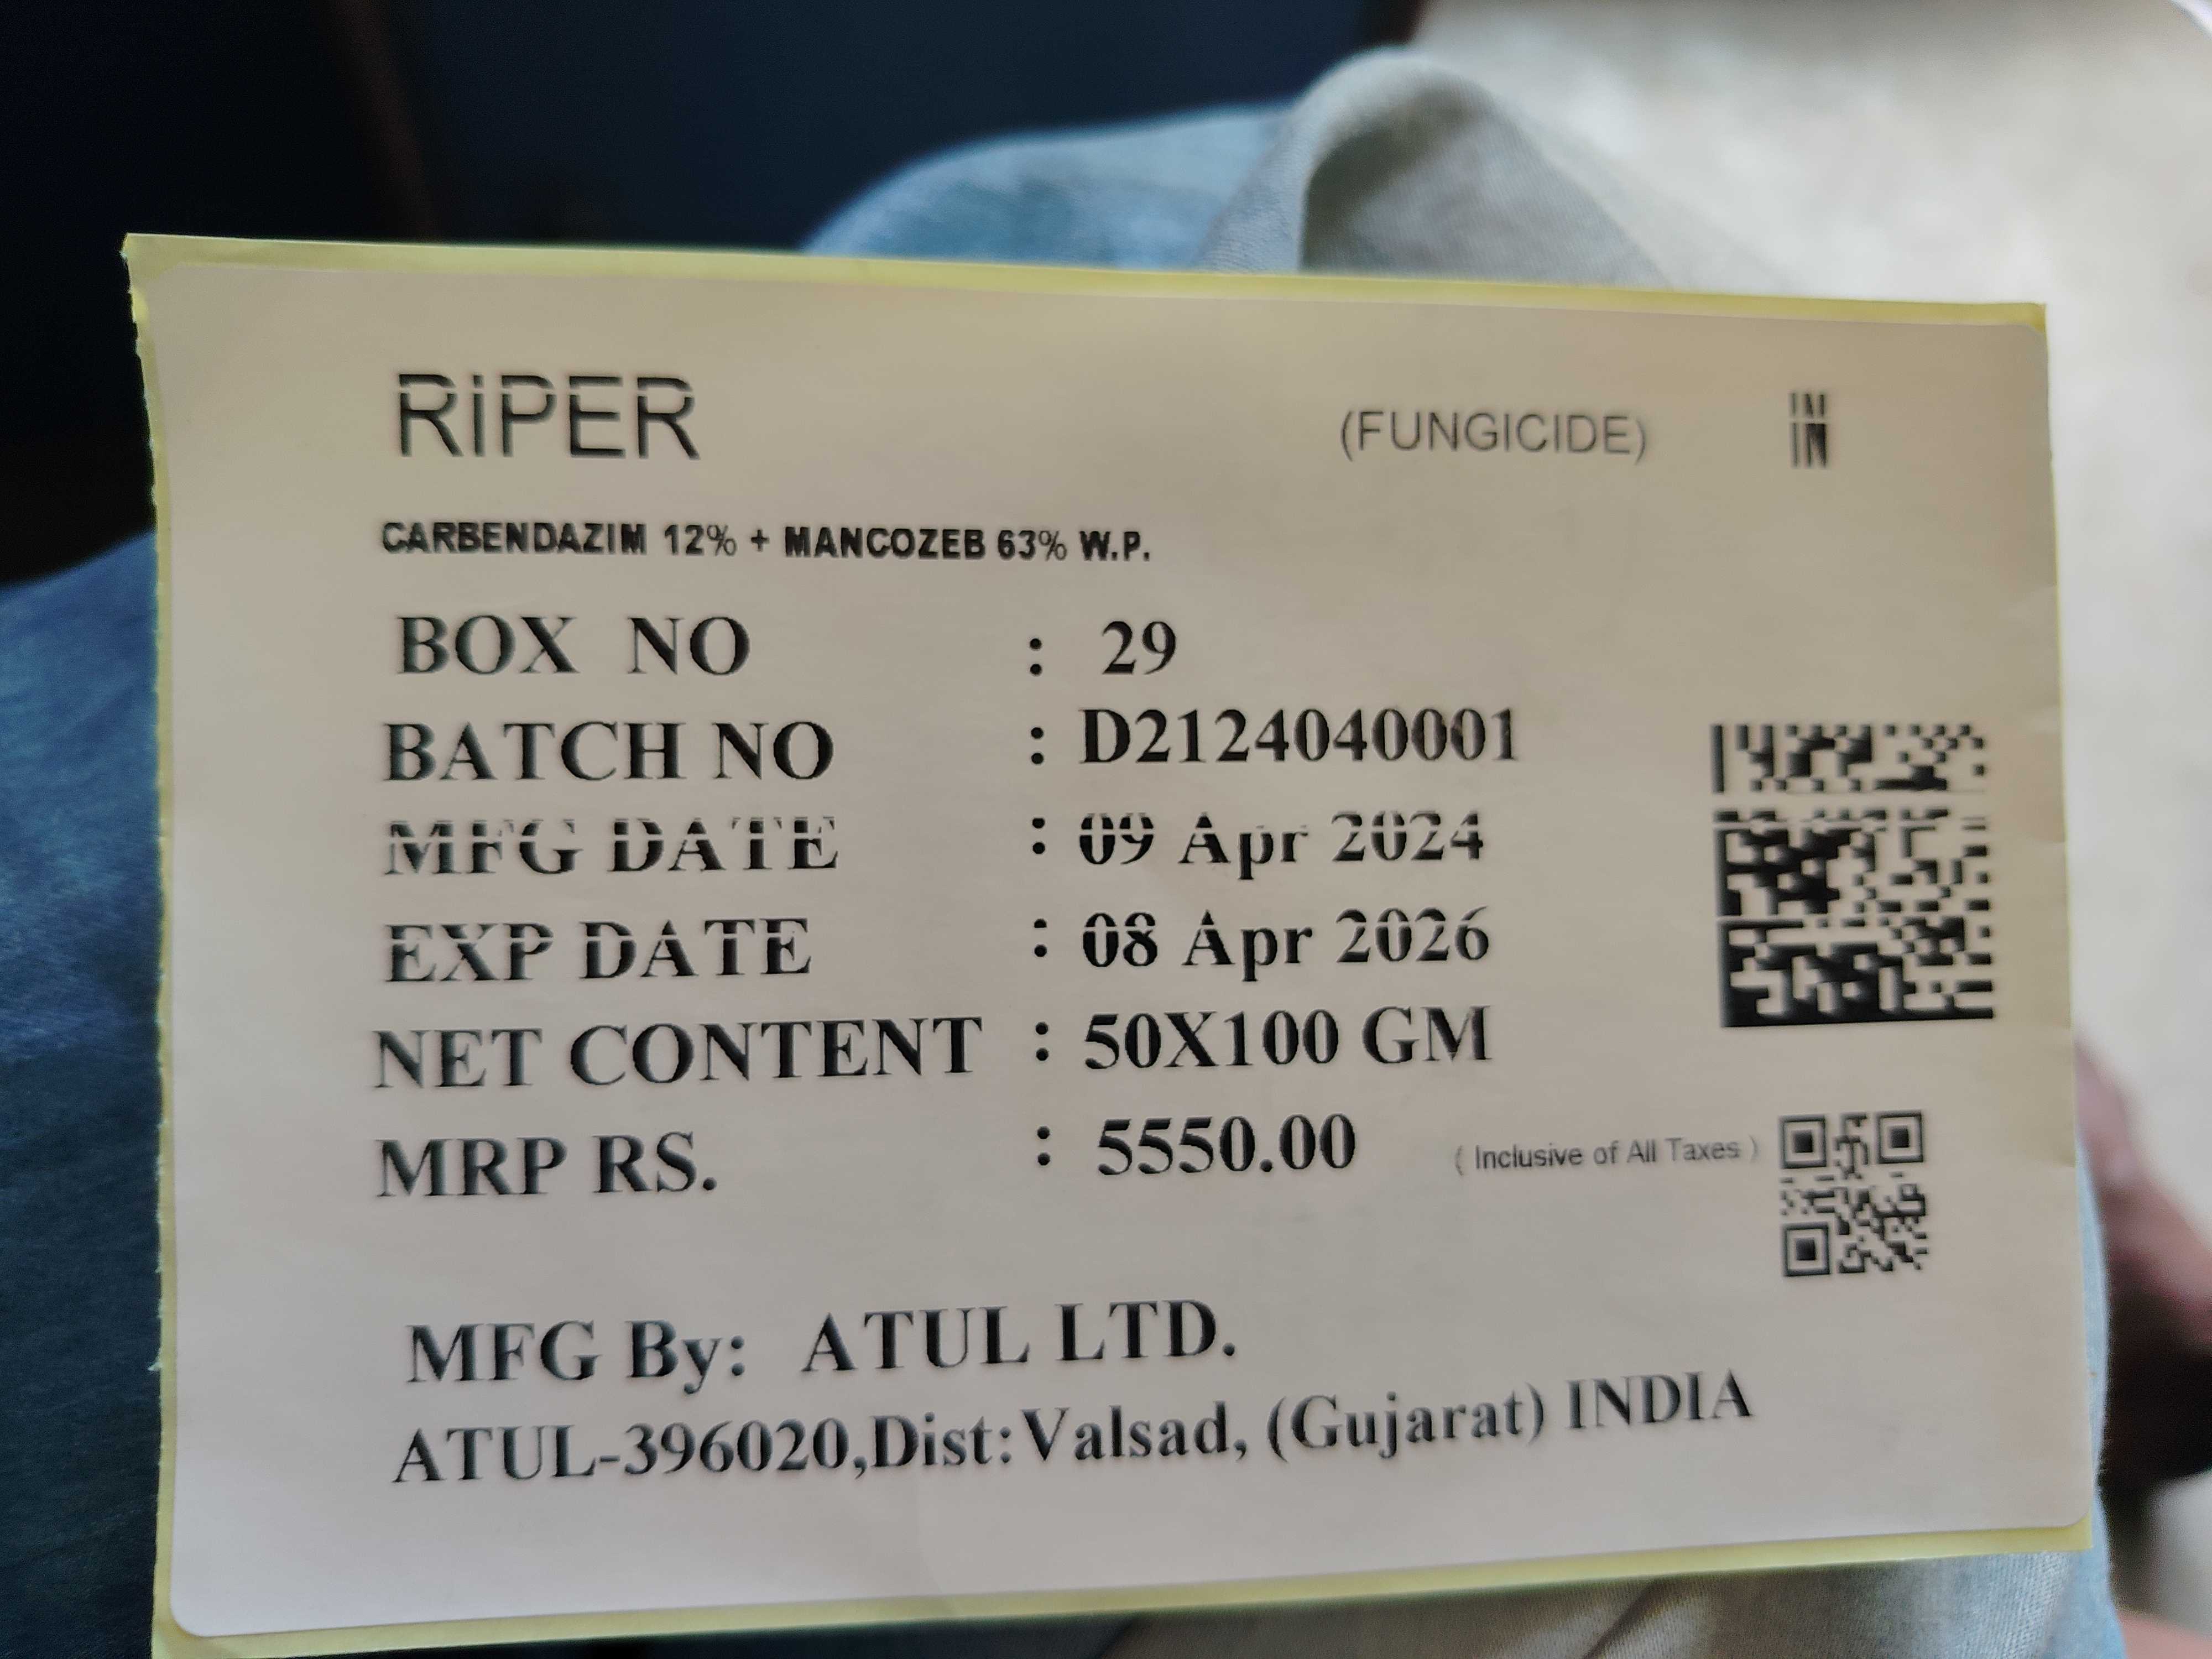 RiPER (FUNGICIDE) IN
CARBENDAZIM 12% + MANCOZEB 63% W.P.
BOX NO : 29
BATCH NO : D2124040001
MFG DATE : 09 Apr 2024
EXP DATE : 08 Apr 2026
NET CONTENT : 50X100 GM
MRP RS. : 5550.00 ( Inclusive of All Taxes )
MFG By: ATUL LTD.
ATUL-396020,Dist:Valsad, (Gujarat) INDIA